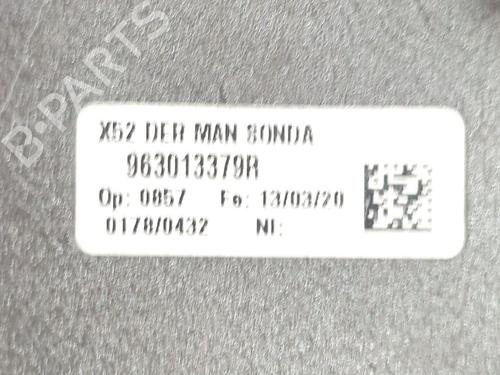 B-PARTS
X52 DER MAN SONDA
963013379R
Op: 0857 Fe: 13/03/20
0178/0432 NI: